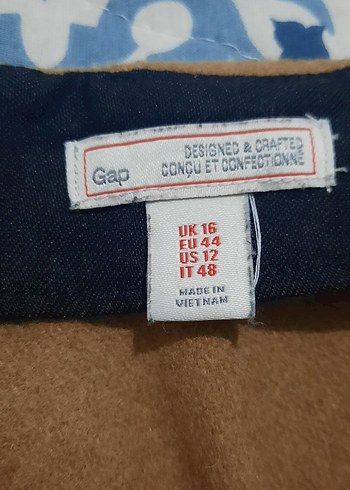 Gap
DESIGNED & CRAFTED
CONÇU ET CONFECTIONNÉ
UK 16
EU 44
US 12
IT 48
MADE IN
VIETNAM